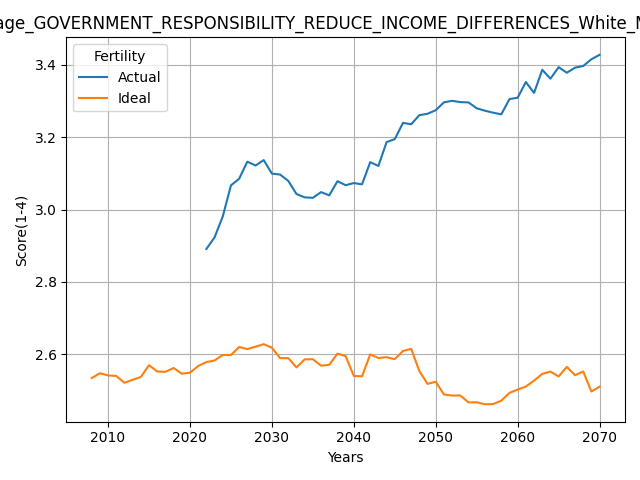 age_GOVERNMENT_RESPONSIBILITY_REDUCE_INCOME_DIFFERENCES_White_
Fertility
Actual
Ideal
Score(1-4)
3.4
3.2
3.0
2.8
2.6
2010 2020 2030 2040 2050 2060 2070
Years